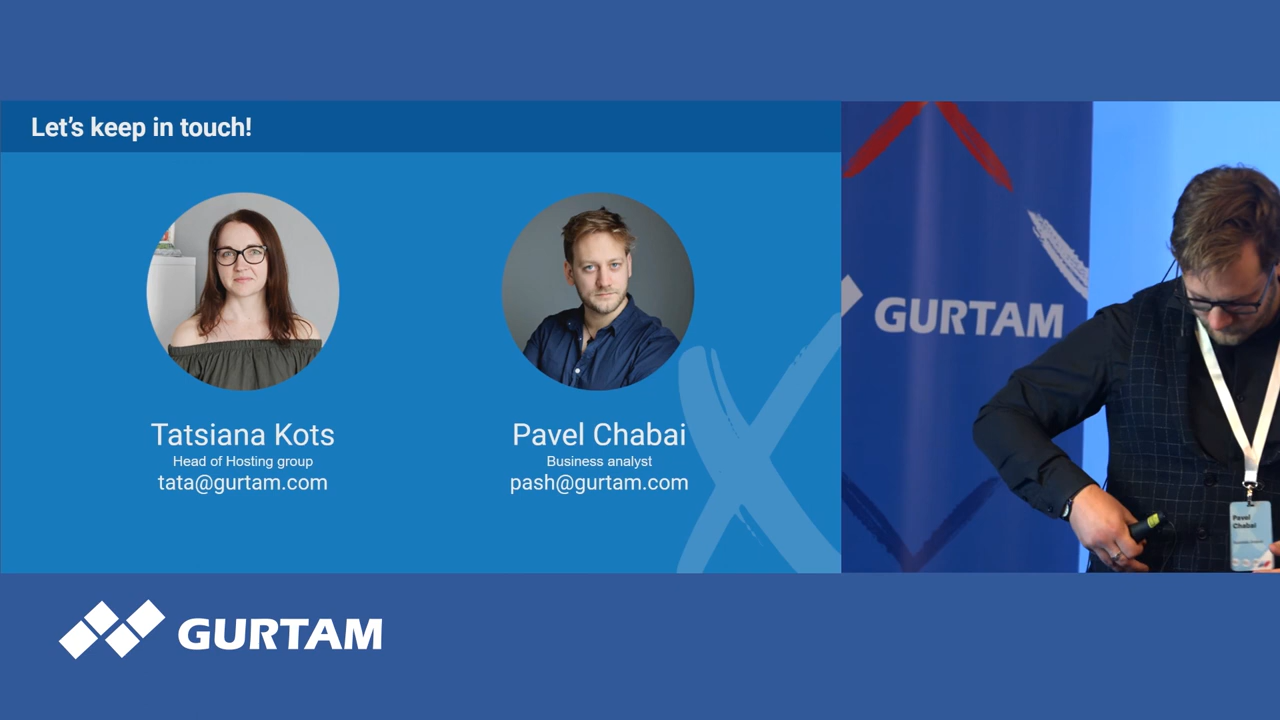 Let's keep in touch!
Tatsiana Kots
Head of Hosting group
tata@gurtam.com
Pavel Chabai
Business analyst
pash@gurtam.com
GURTAM
Pavel
Chabai
GURTAM